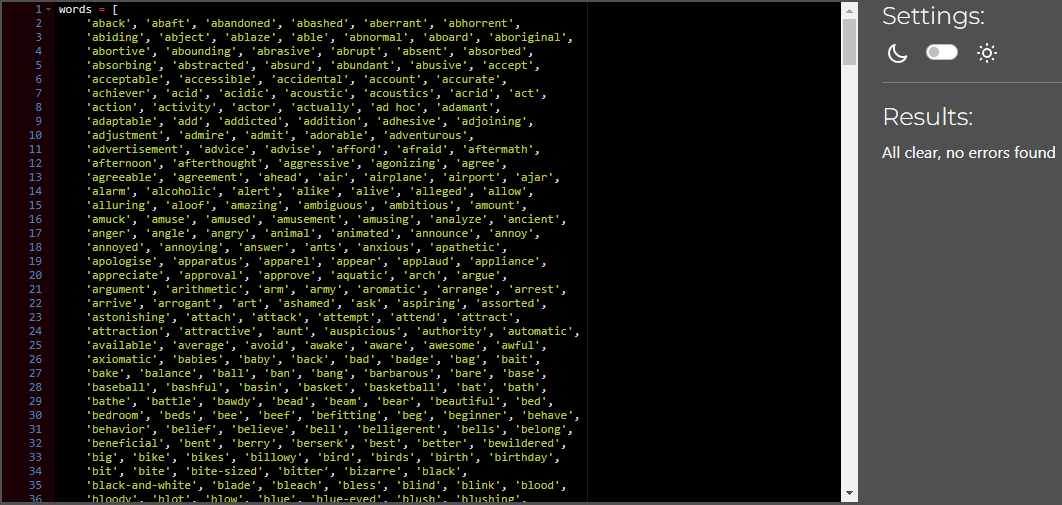 1 words = [
2 'aback', 'abaft', 'abandoned', 'abashed', 'aberrant', 'abhorrent',
3 'abiding', 'abject', 'ablaze', 'able', 'abnormal', 'aboard', 'aboriginal',
4 'abortive', 'abounding', 'abrasive', 'abrupt', 'absent', 'absorbed',
5 'absorbing', 'abstracted', 'absurd', 'abundant', 'abusive', 'accept',
6 'acceptable', 'accessible', 'accidental', 'account', 'accurate',
7 'achiever', 'acid', 'acidic', 'acoustic', 'acoustics', 'acrid', 'act',
8 'action', 'activity', 'actor', 'actually', 'ad hoc', 'adamant',
9 'adaptable', 'add', 'addicted', 'addition', 'adhesive', 'adjoining',
10 'adjustment', 'admire', 'admit', 'adorable', 'adventurous',
11 'advertisement', 'advice', 'advise', 'afford', 'afraid', 'aftermath',
12 'afternoon', 'afterthought', 'aggressive', 'agonizing', 'agree',
13 'agreeable', 'agreement', 'ahead', 'air', 'airplane', 'airport', 'ajar',
14 'alarm', 'alcoholic', 'alert', 'alike', 'alive', 'alleged', 'allow',
15 'alluring', 'aloof', 'amazing', 'ambiguous', 'ambitious', 'amount',
16 'amuck', 'amuse', 'amused', 'amusement', 'amusing', 'analyze', 'ancient',
17 'anger', 'angle', 'angry', 'animal', 'animated', 'announce', 'annoy',
18 'annoyed', 'annoying', 'answer', 'ants', 'anxious', 'apathetic',
19 'apologise', 'apparatus', 'apparel', 'appear', 'applaud', 'appliance',
20 'appreciate', 'approval', 'approve', 'aquatic', 'arch', 'argue',
21 'argument', 'arithmetic', 'arm', 'army', 'aromatic', 'arrange', 'arrest',
22 'arrive', 'arrogant', 'art', 'ashamed', 'ask', 'aspiring', 'assorted',
23 'astonishing', 'attach', 'attack', 'attempt', 'attend', 'attract',
24 'attraction', 'attractive', 'aunt', 'auspicious', 'authority', 'automatic',
25 'available', 'average', 'avoid', 'awake', 'aware', 'awesome', 'awful',
26 'axiomatic', 'babies', 'baby', 'back', 'bad', 'badge', 'bag', 'bait',
27 'bake', 'balance', 'ball', 'ban', 'bang', 'barbarous', 'bare', 'base',
28 'baseball', 'bashful', 'basin', 'basket', 'basketball', 'bat', 'bath',
29 'bathe', 'battle', 'bawdy', 'bead', 'beam', 'bear', 'beautiful', 'bed',
30 'bedroom', 'beds', 'bee', 'beef', 'befitting', 'beg', 'beginner', 'behave',
31 'behavior', 'belief', 'believe', 'bell', 'belligerent', 'bells', 'belong',
32 'beneficial', 'bent', 'berry', 'berserk', 'best', 'better', 'bewildered',
33 'big', 'bike', 'bikes', 'billowy', 'bird', 'birds', 'birth', 'birthday',
34 'bit', 'bite', 'bite-sized', 'bitter', 'bizarre', 'black',
35 'black-and-white', 'blade', 'bleach', 'bless', 'blind', 'blink', 'blood',
36 'bloody', 'blot', 'blow', 'blue', 'blue-eyed', 'blush', 'blushing',
Settings:
Results:
All clear, no errors found